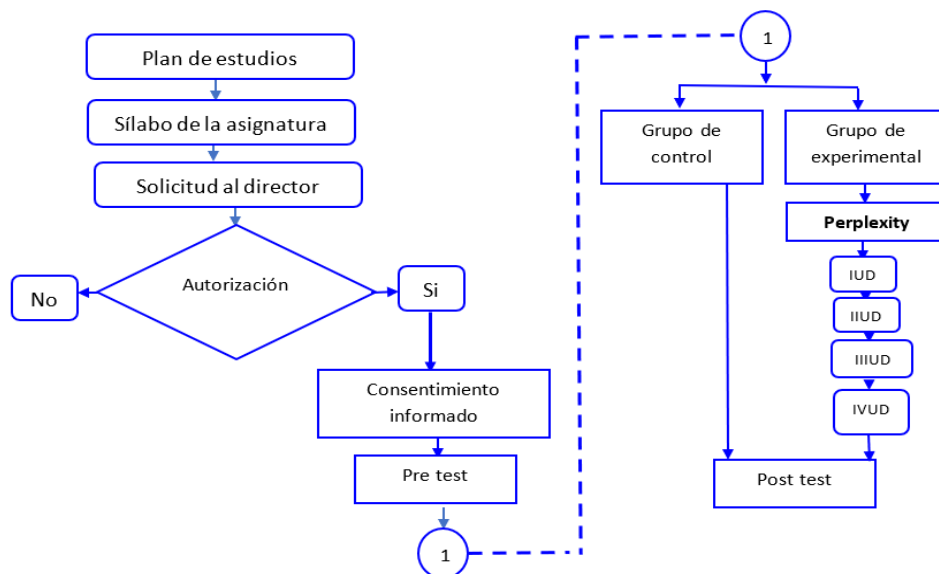 Plan de estudios
Sílabo de la asignatura
Solicitud al director
Autorización
No
Si
Consentimiento
informado
Pre test
1
1
Grupo de
control
Grupo de
experimental
Perplexity
IUD
IIUD
IIIUD
IVUD
Post test